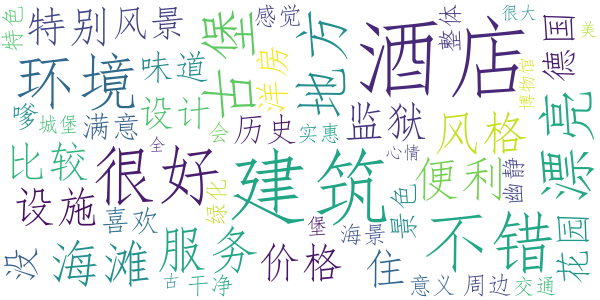 特色
特别
风景
感觉
整体
很大
美
环境
味道
古堡
洋房
地方
酒店
德国
博物馆
嗲
城堡
满意
设计
会
历史
实惠
监狱
风格
漂亮
比较
全
很好
建筑
心情
便利
幽静
设施
喜欢
绿化
堡
海景
景色
不错
花园
没
海滩
古
干净
服务
价格
住
意义
周边
交通